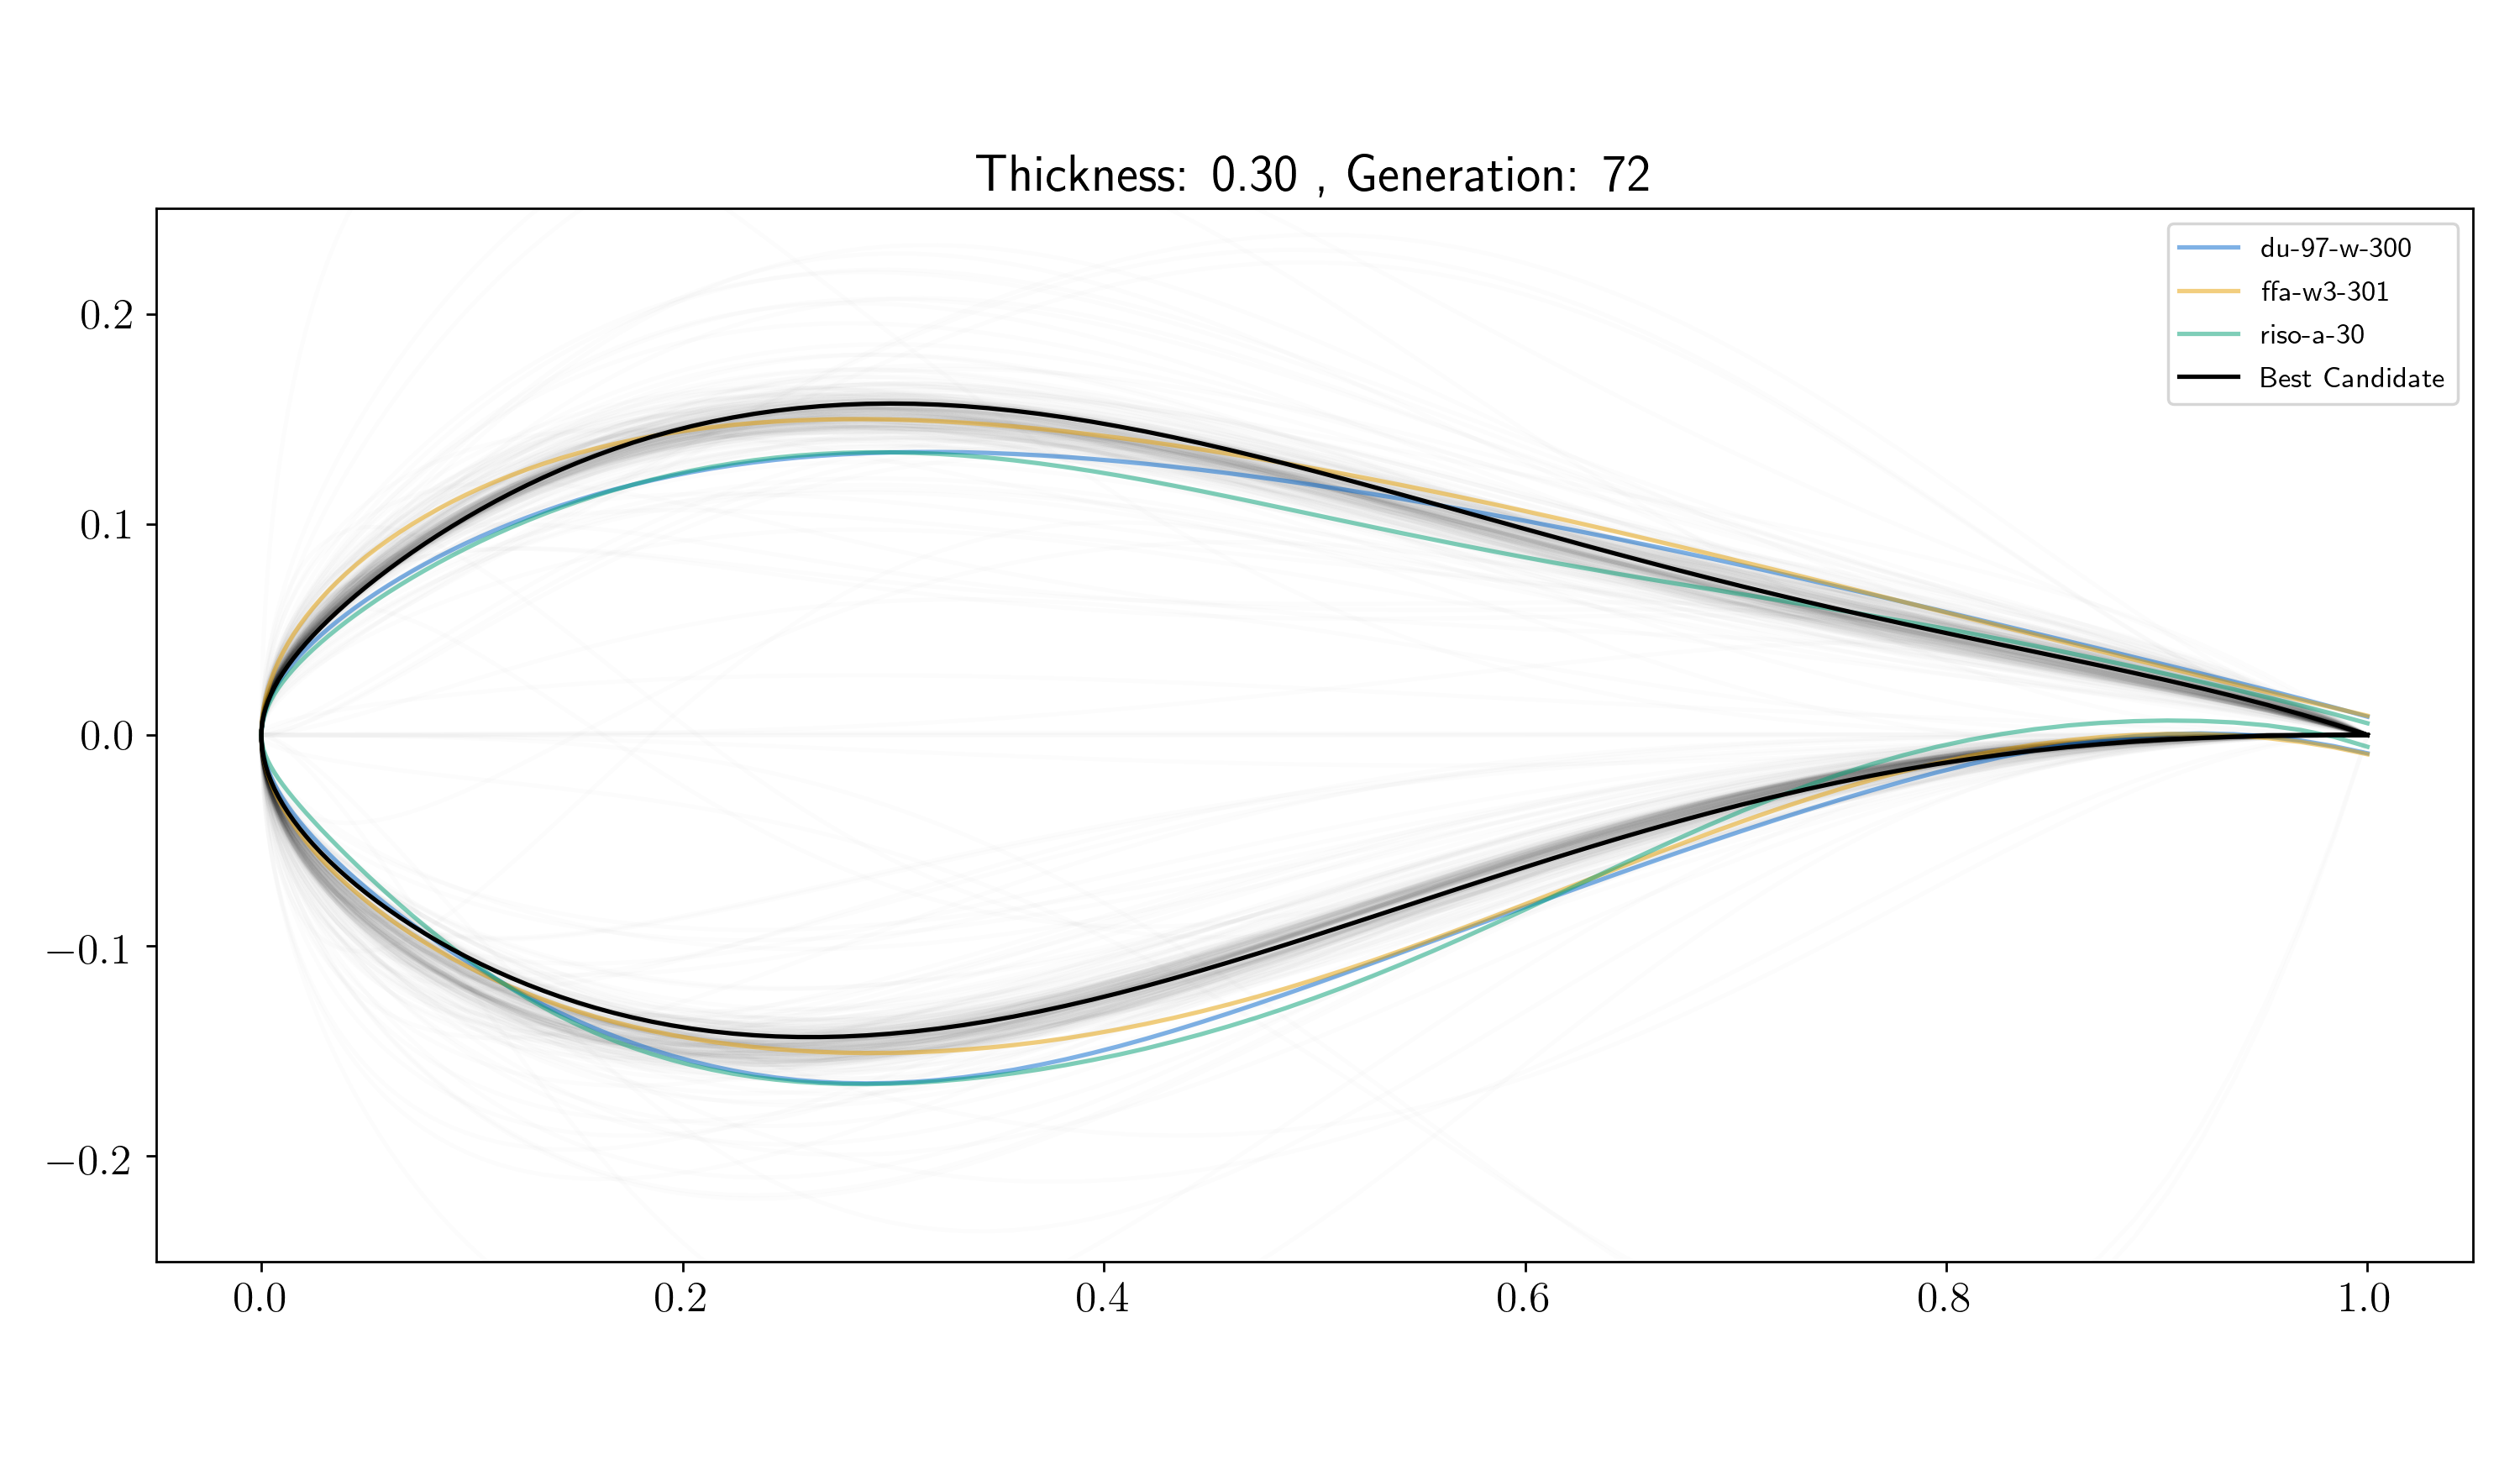 Thickness: 0.30 , Generation: 72
du-97-w-300
ffa-w3-301
riso-a-30
Best Candidate
0.2
0.1
0.0
−0.1
−0.2
0.0 0.2 0.4 0.6 0.8 1.0